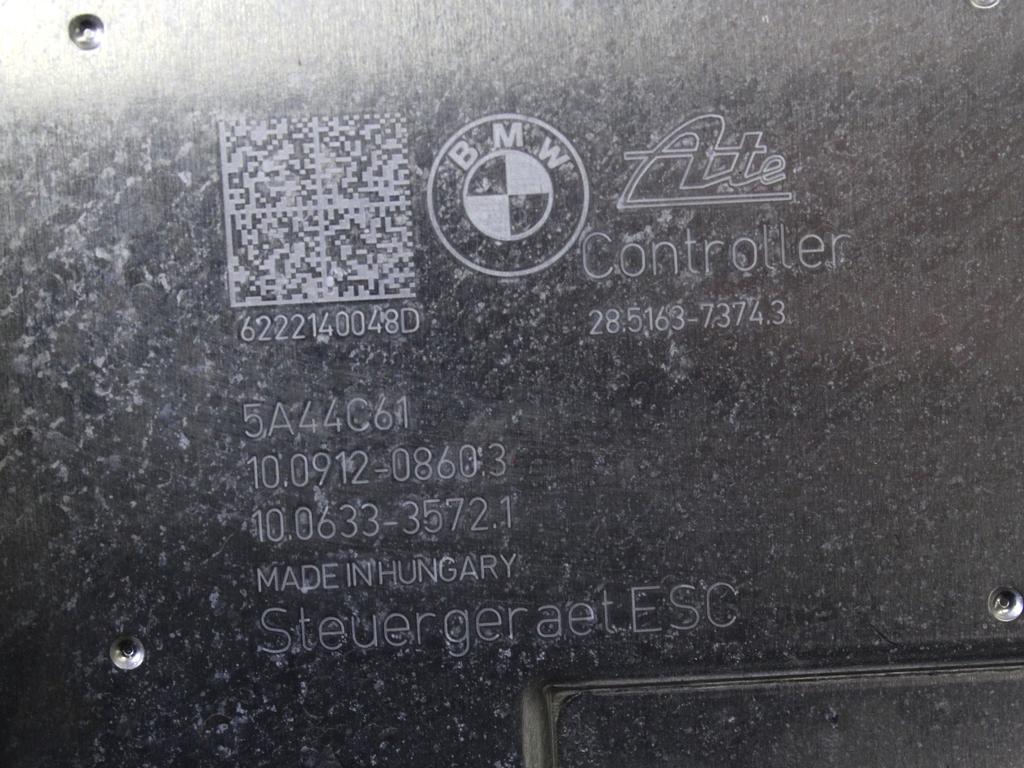 BMW
Ate
Controller
6222140048D
28.5163-7374.3
5A44C61
10.0912-0860.3
10.0633-3572.1
MADE IN HUNGARY
Steuergeraet ESC